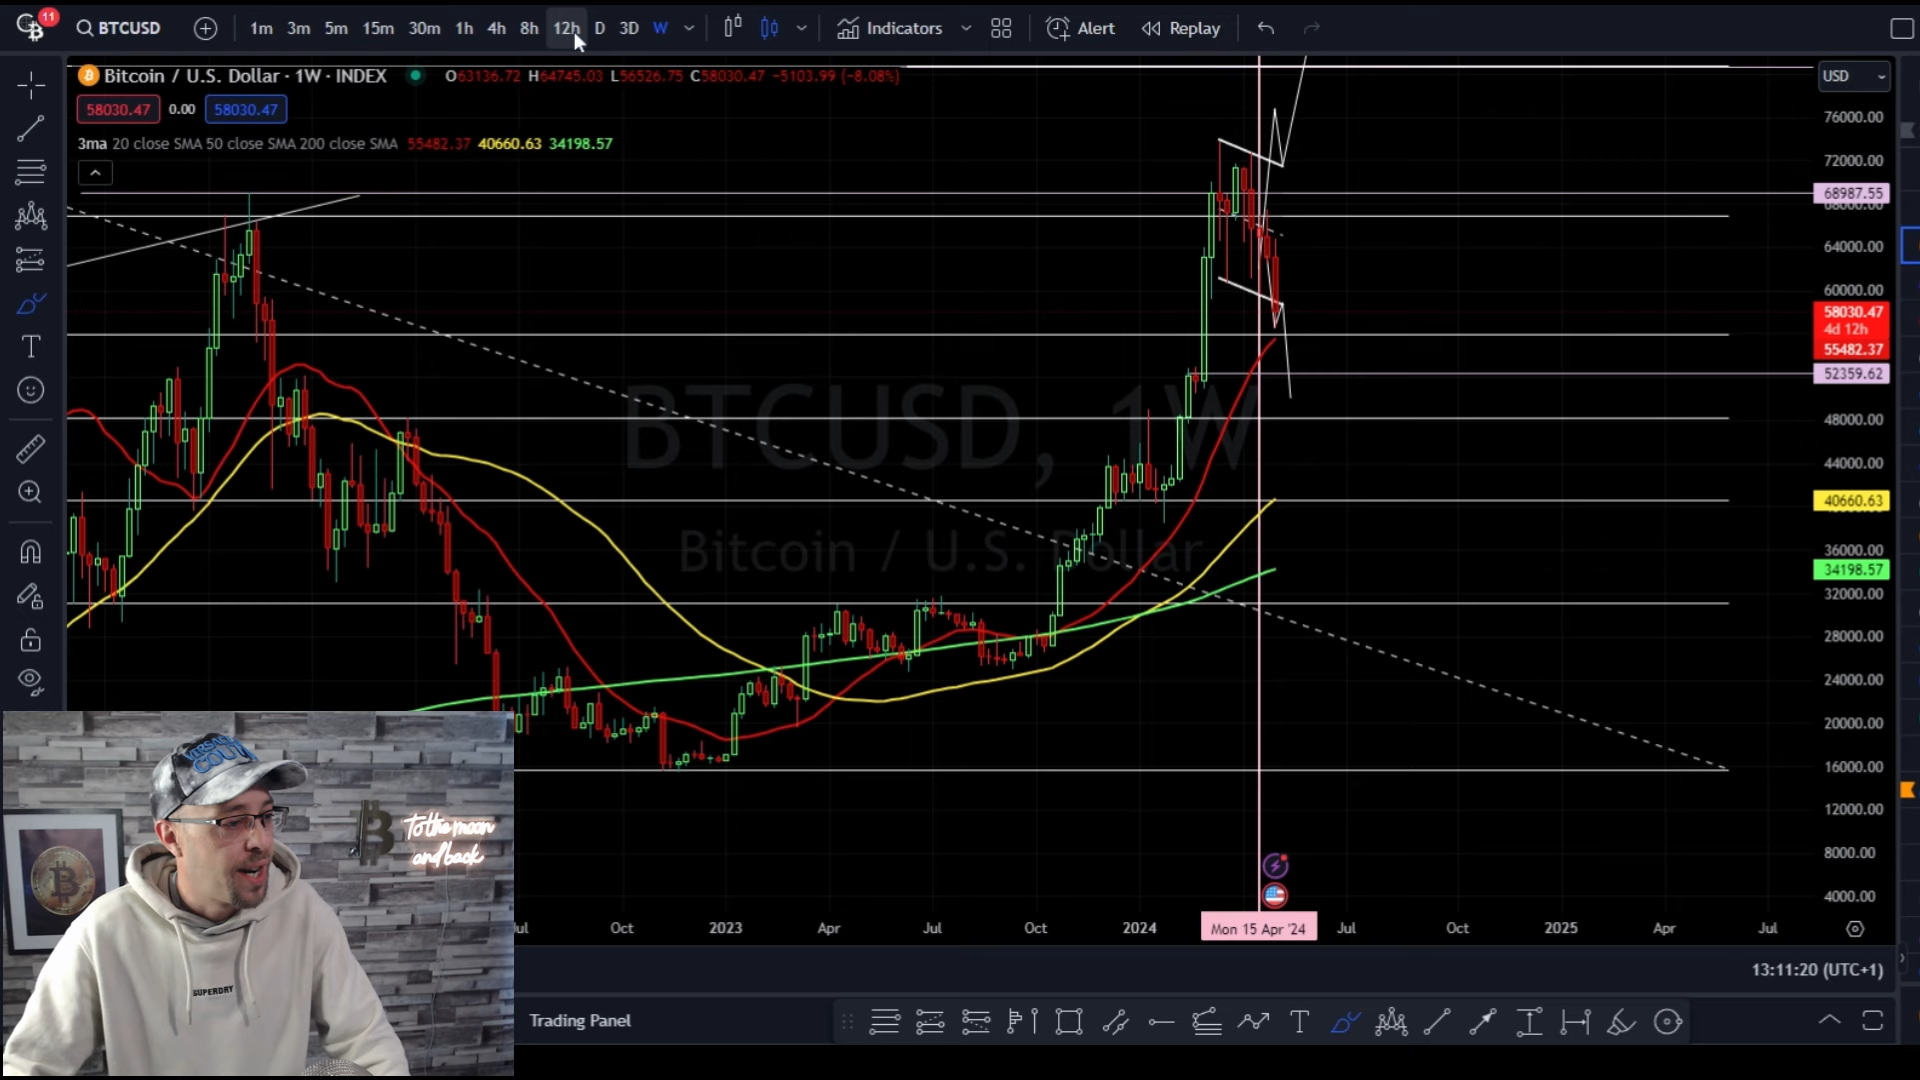 11
BTCUSD 1m 3m 5m 15m 30m 1h 4h 8h 12h D 3D W Indicators Alert Replay
Bitcoin / U.S. Dollar · 1W · INDEX O63136.72 H64745.03 L56526.75 C58030.47 −5103.99 (−8.08%)
USD
58030.47 0.00 58030.47
3ma 20 close SMA 50 close SMA 200 close SMA 55482.37 40660.63 34198.57
76000.00
72000.00
68987.55
68000.00
64000.00
60000.00
58030.47
4d 12h
55482.37
52359.62
48000.00
44000.00
40660.63
36000.00
34198.57
32000.00
28000.00
24000.00
20000.00
16000.00
12000.00
8000.00
4000.00
BTCUSD, 1W
Bitcoin / U.S. Dollar
VERSACE
COUTURE
To the moon
and back
SUPERDRY
Jul Oct 2023 Apr Jul Oct 2024 Mon 15 Apr '24 Jul Oct 2025 Apr Jul
13:11:20 (UTC+1)
Trading Panel